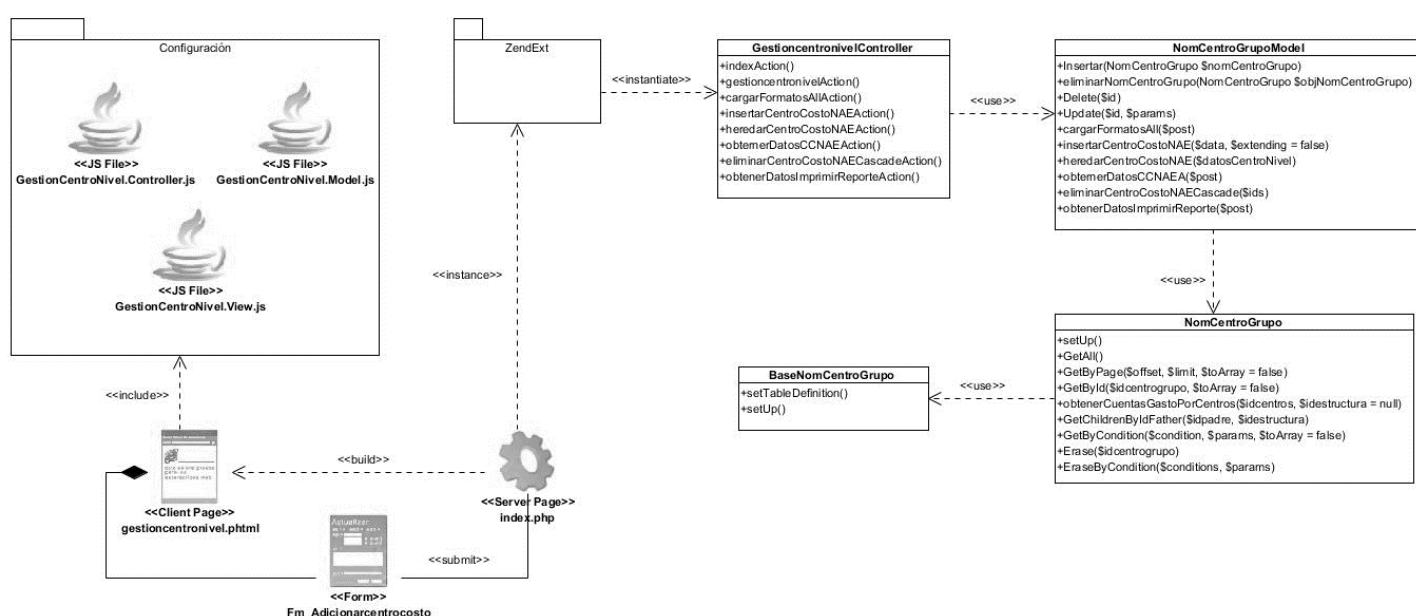 Configuración
<<JS File>>
GestionCentroNivel.Controller.js
<<JS File>>
GestionCentroNivel.Model.js
<<JS File>>
GestionCentroNivel.View.js
<<include>>
<<Client Page>>
gestioncentronivel.phtml
<<build>>
<<Server Page>>
index.php
<<submit>>
Actualizar
<<Form>>
Fm_Adicionarcentrocosto
<<instance>>
ZendExt
<<instantiate>>
GestioncentronivelController
+indexAction()
+gestioncentronivelAction()
+cargarFormatosAllAction()
+insertarCentroCostoNAEAction()
+heredarCentroCostoNAEAction()
+obtemerDatosCCNAEAction()
+eliminarCentroCostoNAECascadeAction()
+obtenerDatosImprimirReporteAction()
<<use>>
NomCentroGrupoModel
+Insertar(NomCentroGrupo $nomCentroGrupo)
+eliminarNomCentroGrupo(NomCentroGrupo $objNomCentroGrupo)
+Delete($id)
+Update($id, $params)
+cargarFormatosAll($post)
+insertarCentroCostoNAE($data, $extending = false)
+heredarCentroCostoNAE($datosCentroNivel)
+obtemerDatosCCNAEA($post)
+eliminarCentroCostoNAECascade($ids)
+obtenerDatosImprimirReporte($post)
<<use>>
NomCentroGrupo
+setUp()
+GetAll()
+GetByPage($offset, $limit, $toArray = false)
+GetById($idcentrogrupo, $toArray = false)
+obtenerCuentasGastoPorCentros($idcentros, $idestructura = null)
+GetChildrenByIdFather($idpadre, $idestructura)
+GetByCondition($condition, $params, $toArray = false)
+Erase($idcentrogrupo)
+EraseByCondition($conditions, $params)
<<use>>
BaseNomCentroGrupo
+setTableDefinition()
+setUp()